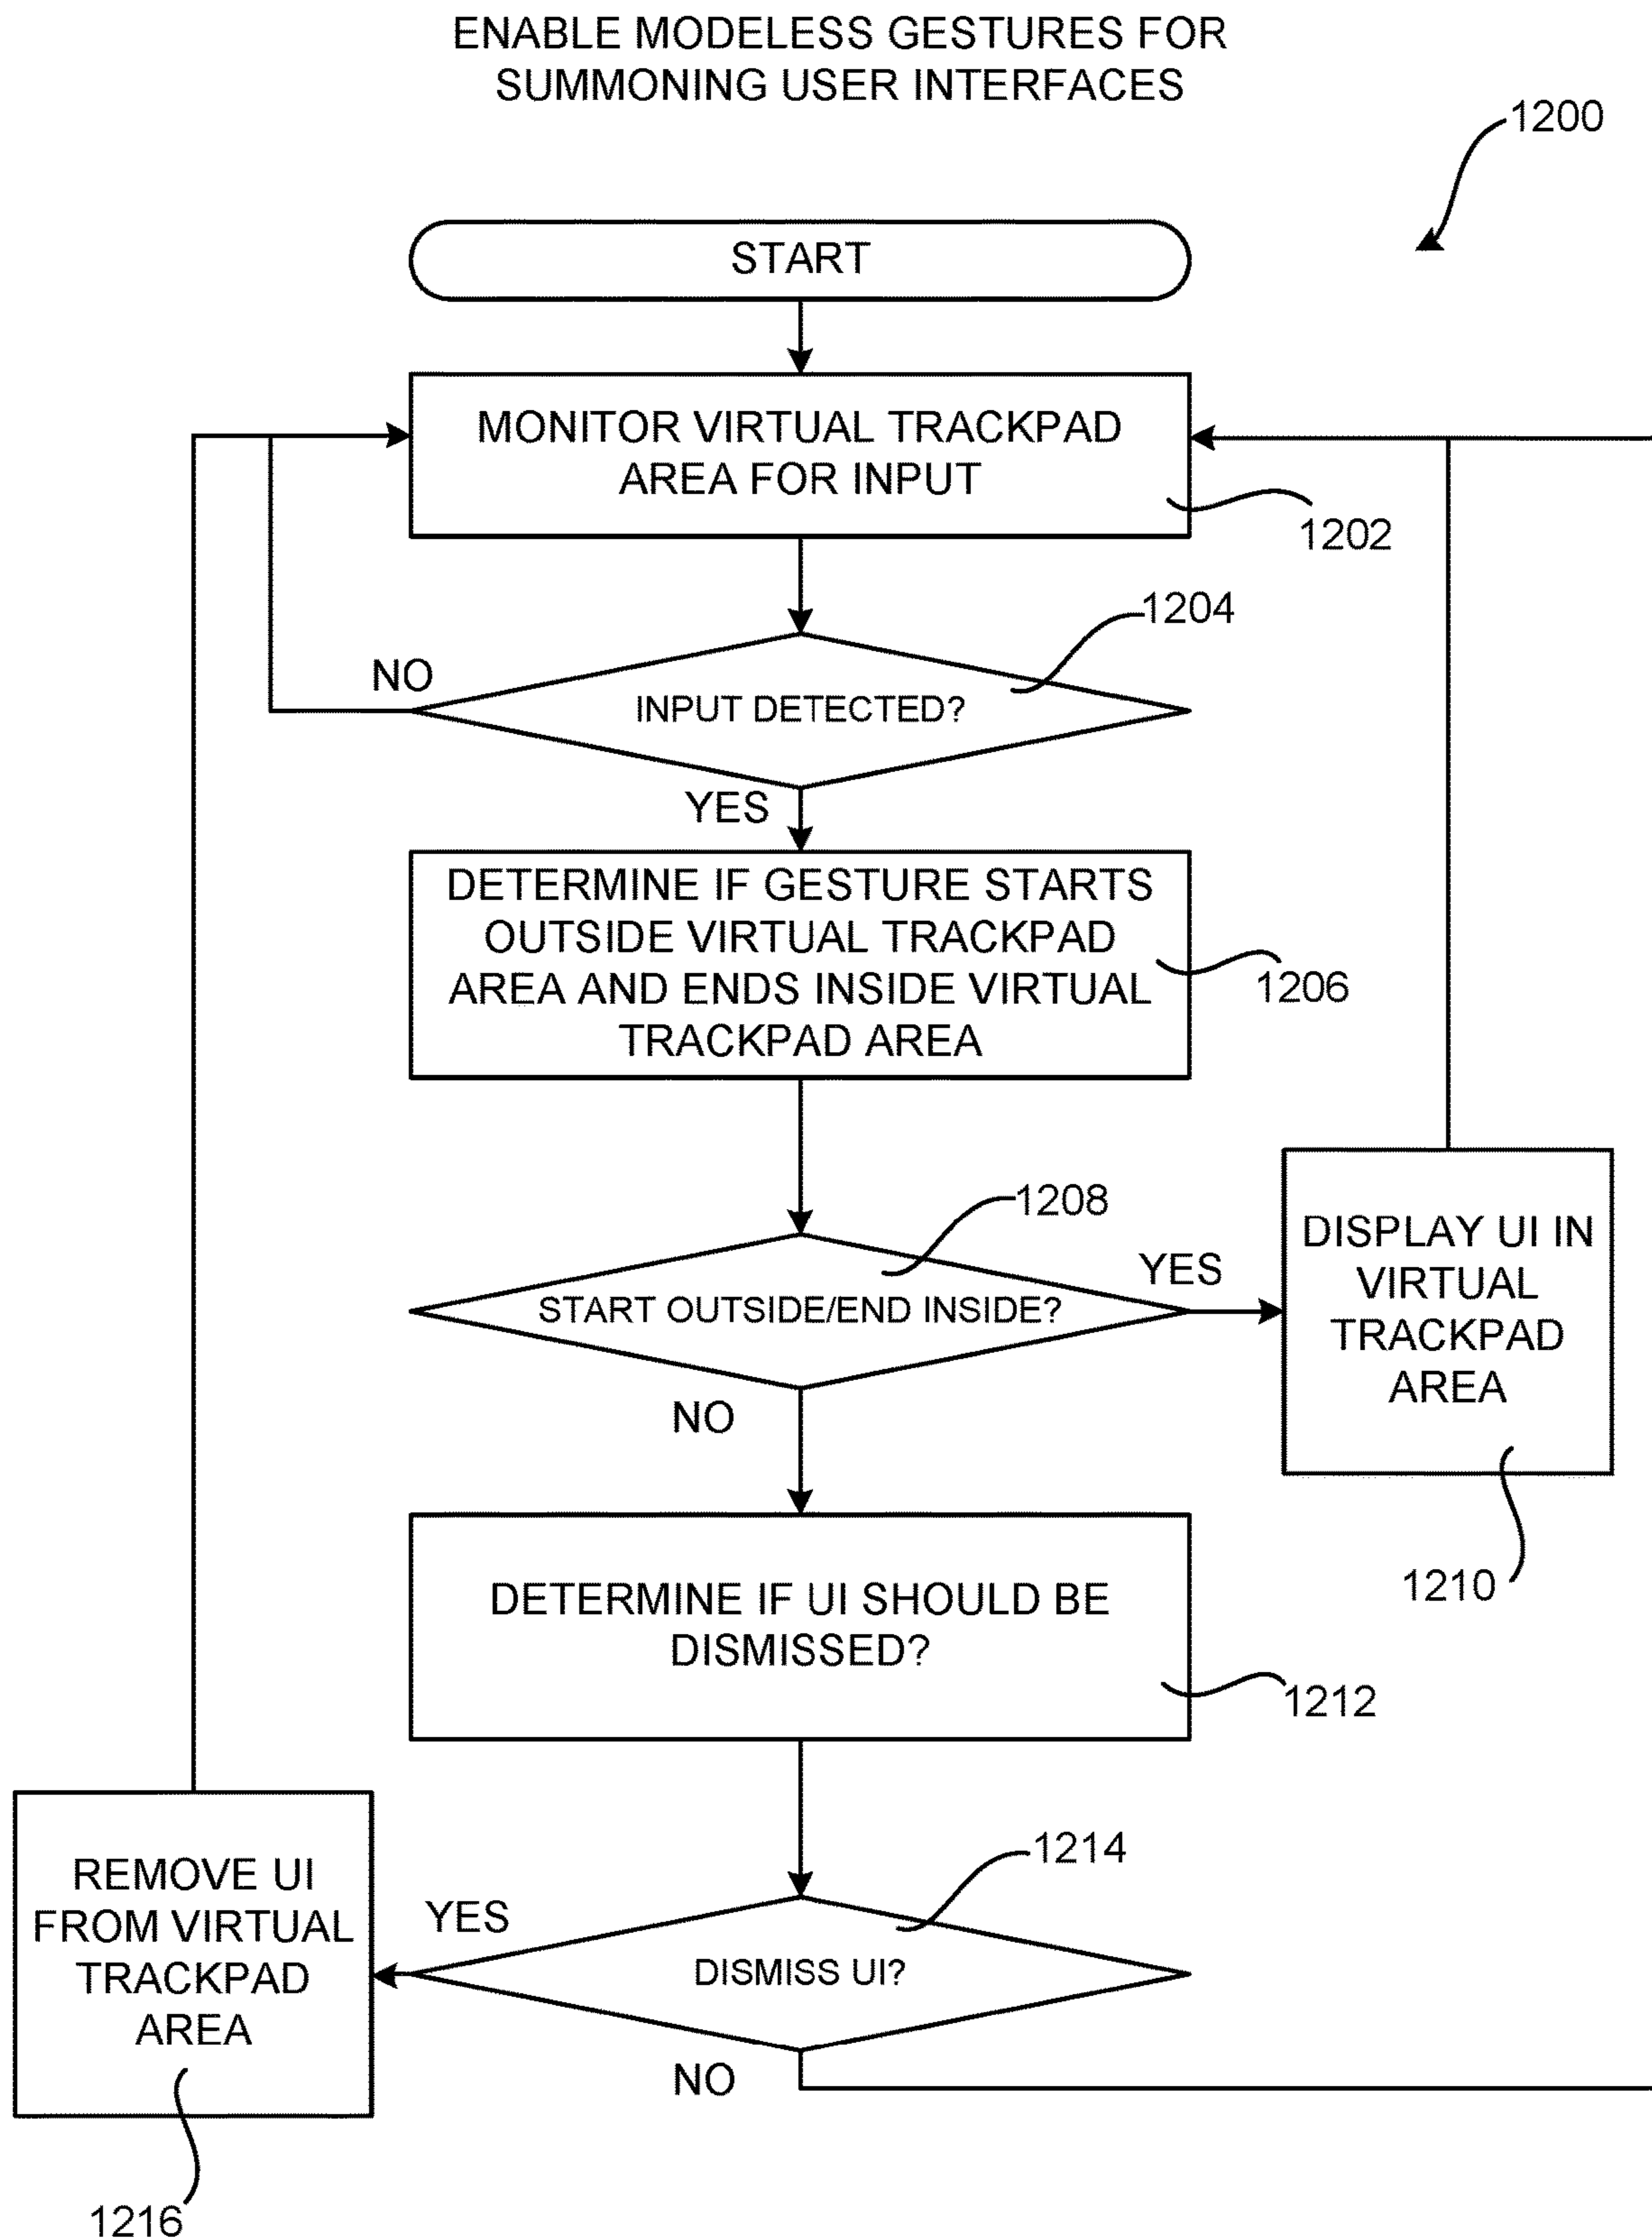 ENABLE MODELESS GESTURES FOR
SUMMONING USER INTERFACES
1200
START
MONITOR VIRTUAL TRACKPAD
AREA FOR INPUT
1202
1204
NO
INPUT DETECTED?
YES
DETERMINE IF GESTURE STARTS
OUTSIDE VIRTUAL TRACKPAD
AREA AND ENDS INSIDE VIRTUAL
TRACKPAD AREA
1206
1208
YES
START OUTSIDE/END INSIDE?
NO
DISPLAY UI IN
VIRTUAL
TRACKPAD
AREA
1210
DETERMINE IF UI SHOULD BE
DISMISSED?
1212
1214
YES
DISMISS UI?
NO
REMOVE UI
FROM VIRTUAL
TRACKPAD
AREA
1216